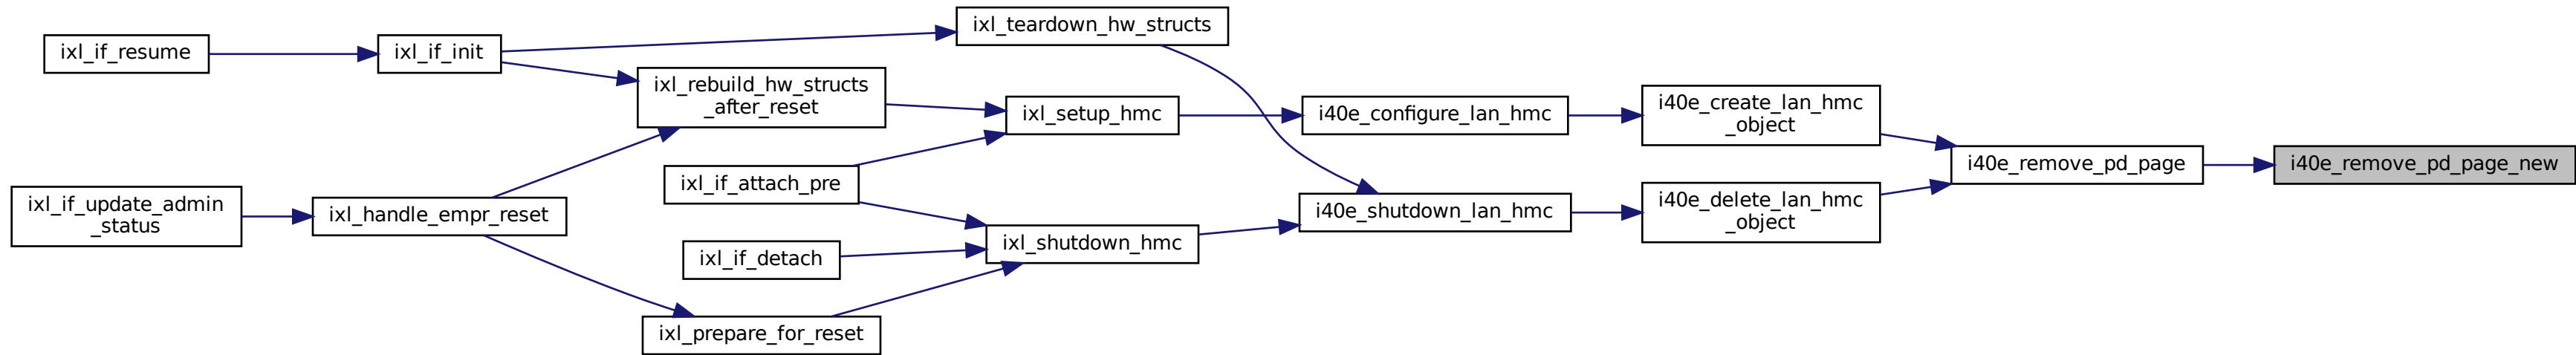 ixl_teardown_hw_structs
ixl_if_resume
ixl_if_init
ixl_rebuild_hw_structs
_after_reset
ixl_setup_hmc
i40e_configure_lan_hmc
i40e_create_lan_hmc
_object
i40e_remove_pd_page
i40e_remove_pd_page_new
ixl_if_attach_pre
ixl_if_update_admin
_status
ixl_handle_empr_reset
i40e_shutdown_lan_hmc
i40e_delete_lan_hmc
_object
ixl_shutdown_hmc
ixl_if_detach
ixl_prepare_for_reset